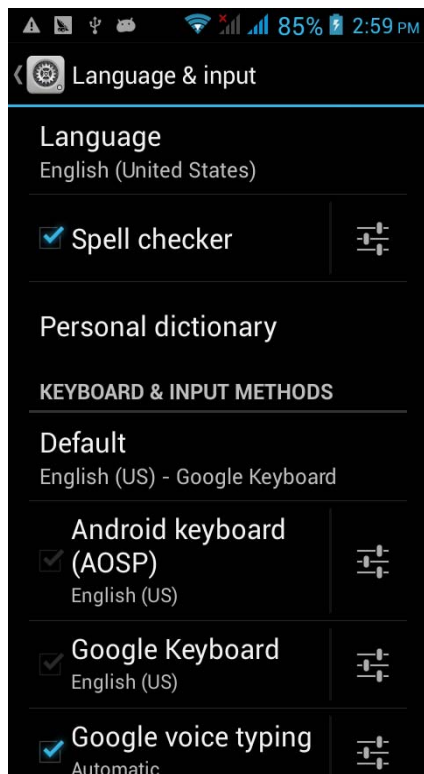 85% 2:59 PM
Language & input
Language
English (United States)
Spell checker
Personal dictionary
KEYBOARD & INPUT METHODS
Default
English (US) - Google Keyboard
Android keyboard
(AOSP)
English (US)
Google Keyboard
English (US)
Google voice typing
Automatic